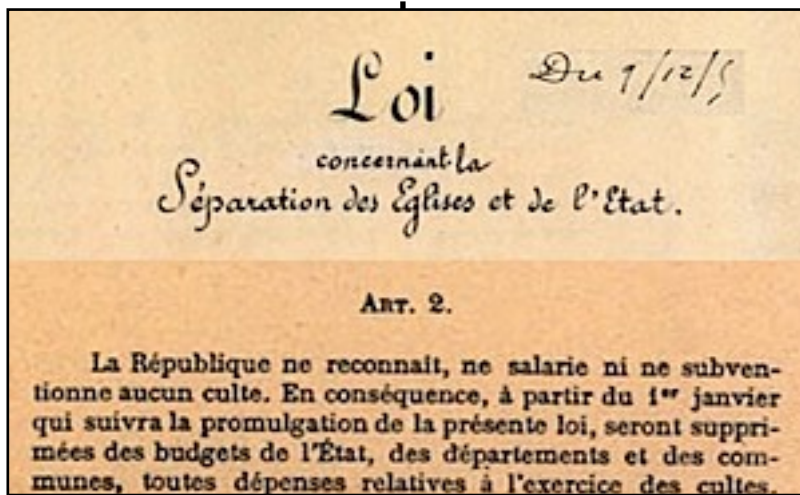 Loi
Du 9/12/5
concernant la
Séparation des Eglises et de l'Etat.
ART. 2.
La République ne reconnaît, ne salarie ni ne subven-
tionne aucun culte. En conséquence, à partir du 1er janvier
qui suivra la promulgation de la présente loi, seront suppri-
mées des budgets de l'État, des départements et des com-
munes, toutes dépenses relatives à l'exercice des cultes.